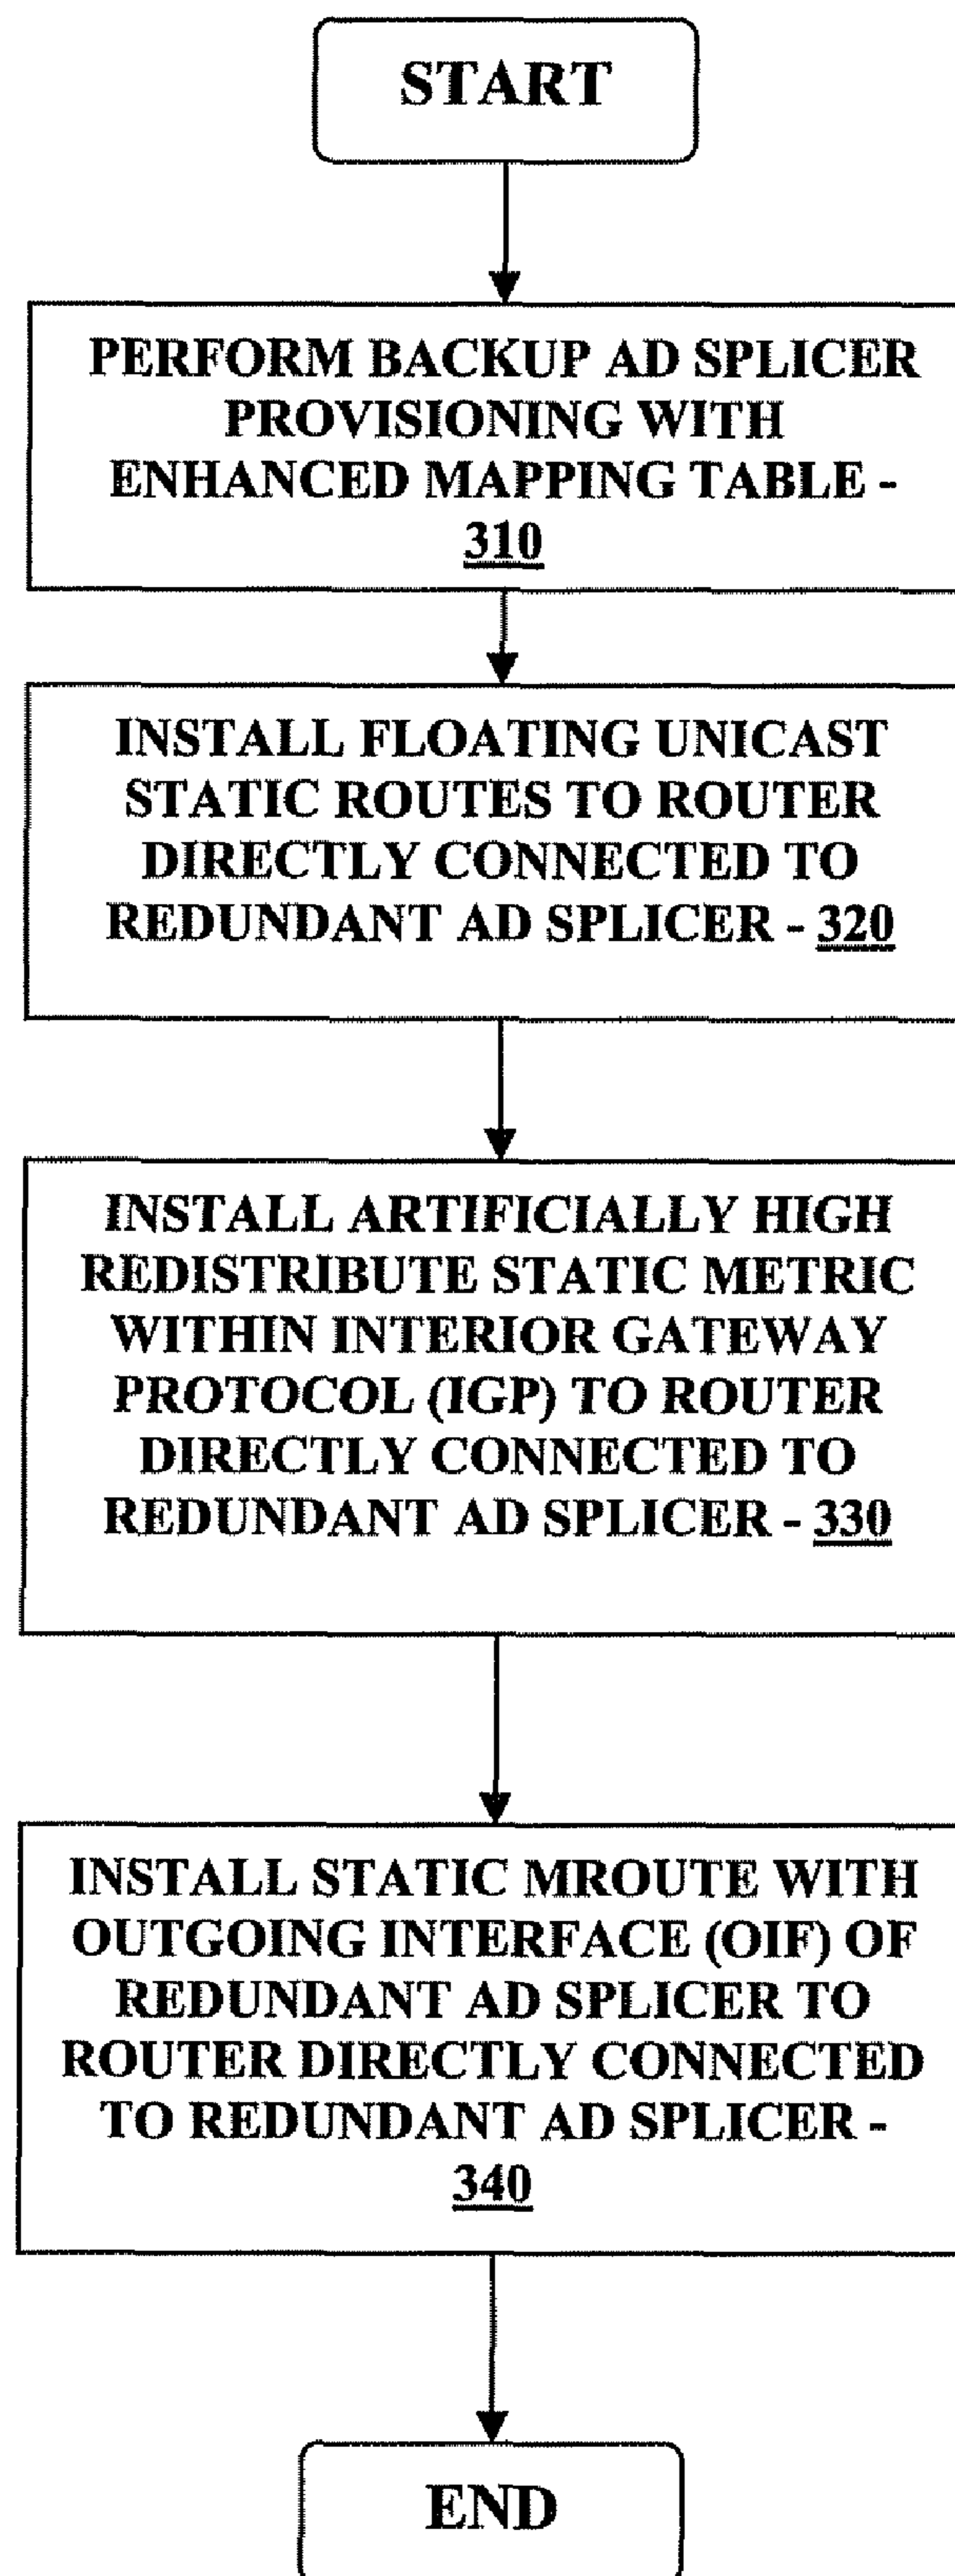 START
PERFORM BACKUP AD SPLICER
PROVISIONING WITH
ENHANCED MAPPING TABLE -
310
INSTALL FLOATING UNICAST
STATIC ROUTES TO ROUTER
DIRECTLY CONNECTED TO
REDUNDANT AD SPLICER - 320
INSTALL ARTIFICIALLY HIGH
REDISTRIBUTE STATIC METRIC
WITHIN INTERIOR GATEWAY
PROTOCOL (IGP) TO ROUTER
DIRECTLY CONNECTED TO
REDUNDANT AD SPLICER - 330
INSTALL STATIC MROUTE WITH
OUTGOING INTERFACE (OIF) OF
REDUNDANT AD SPLICER TO
ROUTER DIRECTLY CONNECTED
TO REDUNDANT AD SPLICER -
340
END